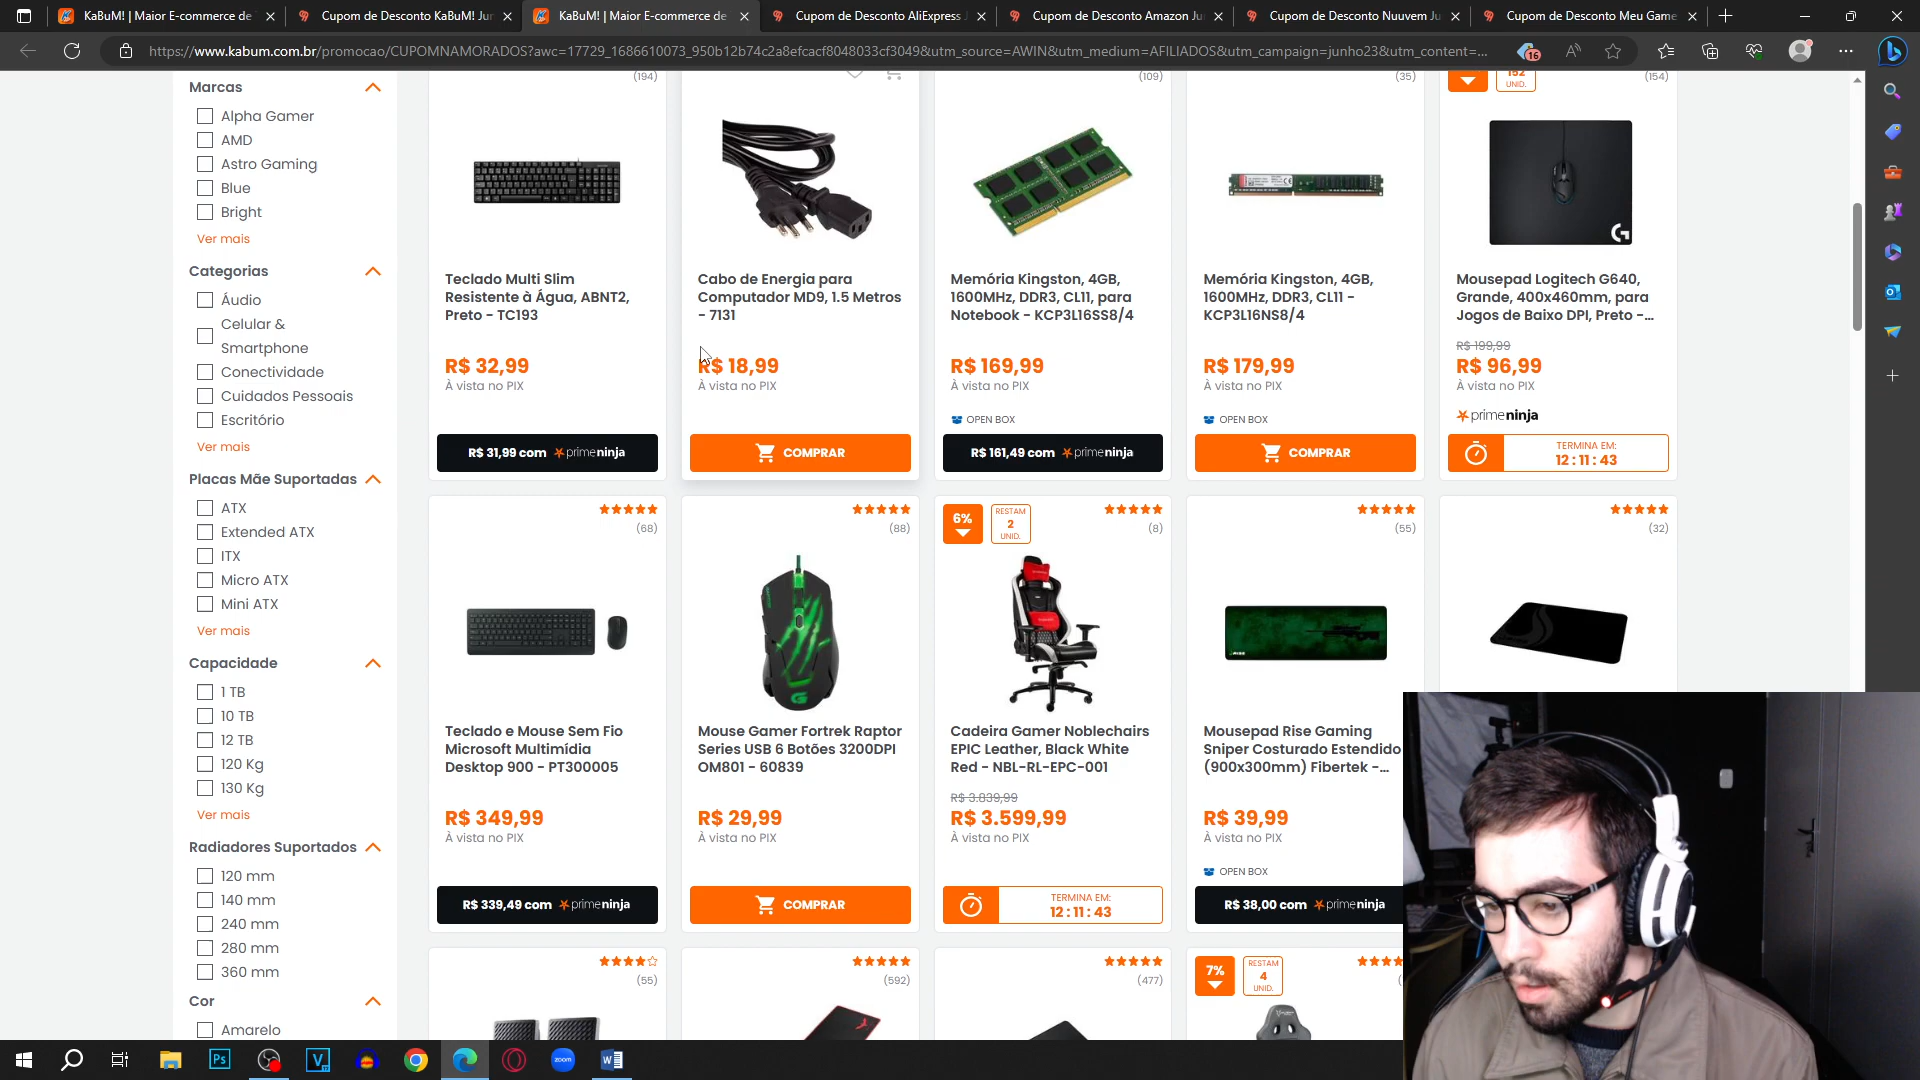 KaBuM! | Maior E-commerce de
Cupom de Desconto KaBuM! Ju
KaBuM! | Maior E-commerce de
Cupom de Desconto AliExpress
Cupom de Desconto Amazon Ju
Cupom de Desconto Nuuvem Ju
Cupom de Desconto Meu Game
https://www.kabum.com.br/promocao/CUPOMNAMORADOS?awc=17729_1686610073_950b12b74c2a8efcacf8048033cf3049&utm_source=AWIN&utm_medium=AFILIADOS&utm_campaign=junho23&utm_content=...
16
Marcas
Alpha Gamer
AMD
Astro Gaming
Blue
Bright
Ver mais
Categorias
Áudio
Celular &
Smartphone
Conectividade
Cuidados Pessoais
Escritório
Ver mais
Placas Mãe Suportadas
ATX
Extended ATX
ITX
Micro ATX
Mini ATX
Ver mais
Capacidade
1 TB
10 TB
12 TB
120 Kg
130 Kg
Ver mais
Radiadores Suportados
120 mm
140 mm
240 mm
280 mm
360 mm
Cor
Amarelo
(194)
Teclado Multi Slim
Resistente à Água, ABNT2,
Preto - TC193
R$ 32,99
À vista no PIX
R$ 31,99 com primeninja
Cabo de Energia para
Computador MD9, 1.5 Metros
- 7131
R$ 18,99
À vista no PIX
COMPRAR
(109)
Memória Kingston, 4GB,
1600MHz, DDR3, CL11, para
Notebook - KCP3L16SS8/4
R$ 169,99
À vista no PIX
OPEN BOX
R$ 161,49 com primeninja
(35)
Memória Kingston, 4GB,
1600MHz, DDR3, CL11 -
KCP3L16NS8/4
R$ 179,99
À vista no PIX
OPEN BOX
COMPRAR
152
UNID.
(154)
G
Mousepad Logitech G640,
Grande, 400x460mm, para
Jogos de Baixo DPI, Preto -...
R$ 199,99
R$ 96,99
À vista no PIX
primeninja
TERMINA EM:
12 : 11 : 43
(68)
Teclado e Mouse Sem Fio
Microsoft Multimídia
Desktop 900 - PT300005
R$ 349,99
À vista no PIX
R$ 339,49 com primeninja
(88)
Mouse Gamer Fortrek Raptor
Series USB 6 Botões 3200DPI
OM801 - 60839
R$ 29,99
À vista no PIX
COMPRAR
6%
RESTAM
2
UNID.
(8)
Cadeira Gamer Noblechairs
EPIC Leather, Black White
Red - NBL-RL-EPC-001
R$ 3.839,99
R$ 3.599,99
À vista no PIX
TERMINA EM:
12 : 11 : 43
(55)
Mousepad Rise Gaming
Sniper Costurado Estendido
(900x300mm) Fibertek -...
R$ 39,99
À vista no PIX
OPEN BOX
R$ 38,00 com primeninja
(32)
(55)
(592)
(477)
7%
RESTAM
4
UNID.
Ps
V
zoom
W